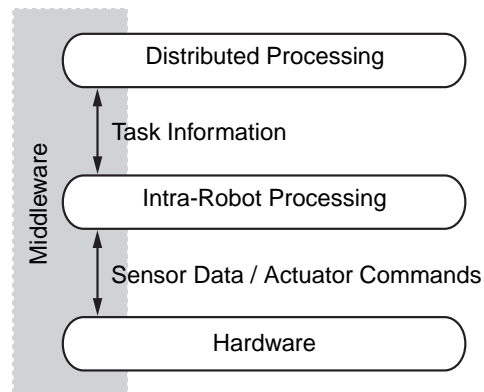 Distributed Processing
Task Information
Middleware
Intra-Robot Processing
Sensor Data / Actuator Commands
Hardware